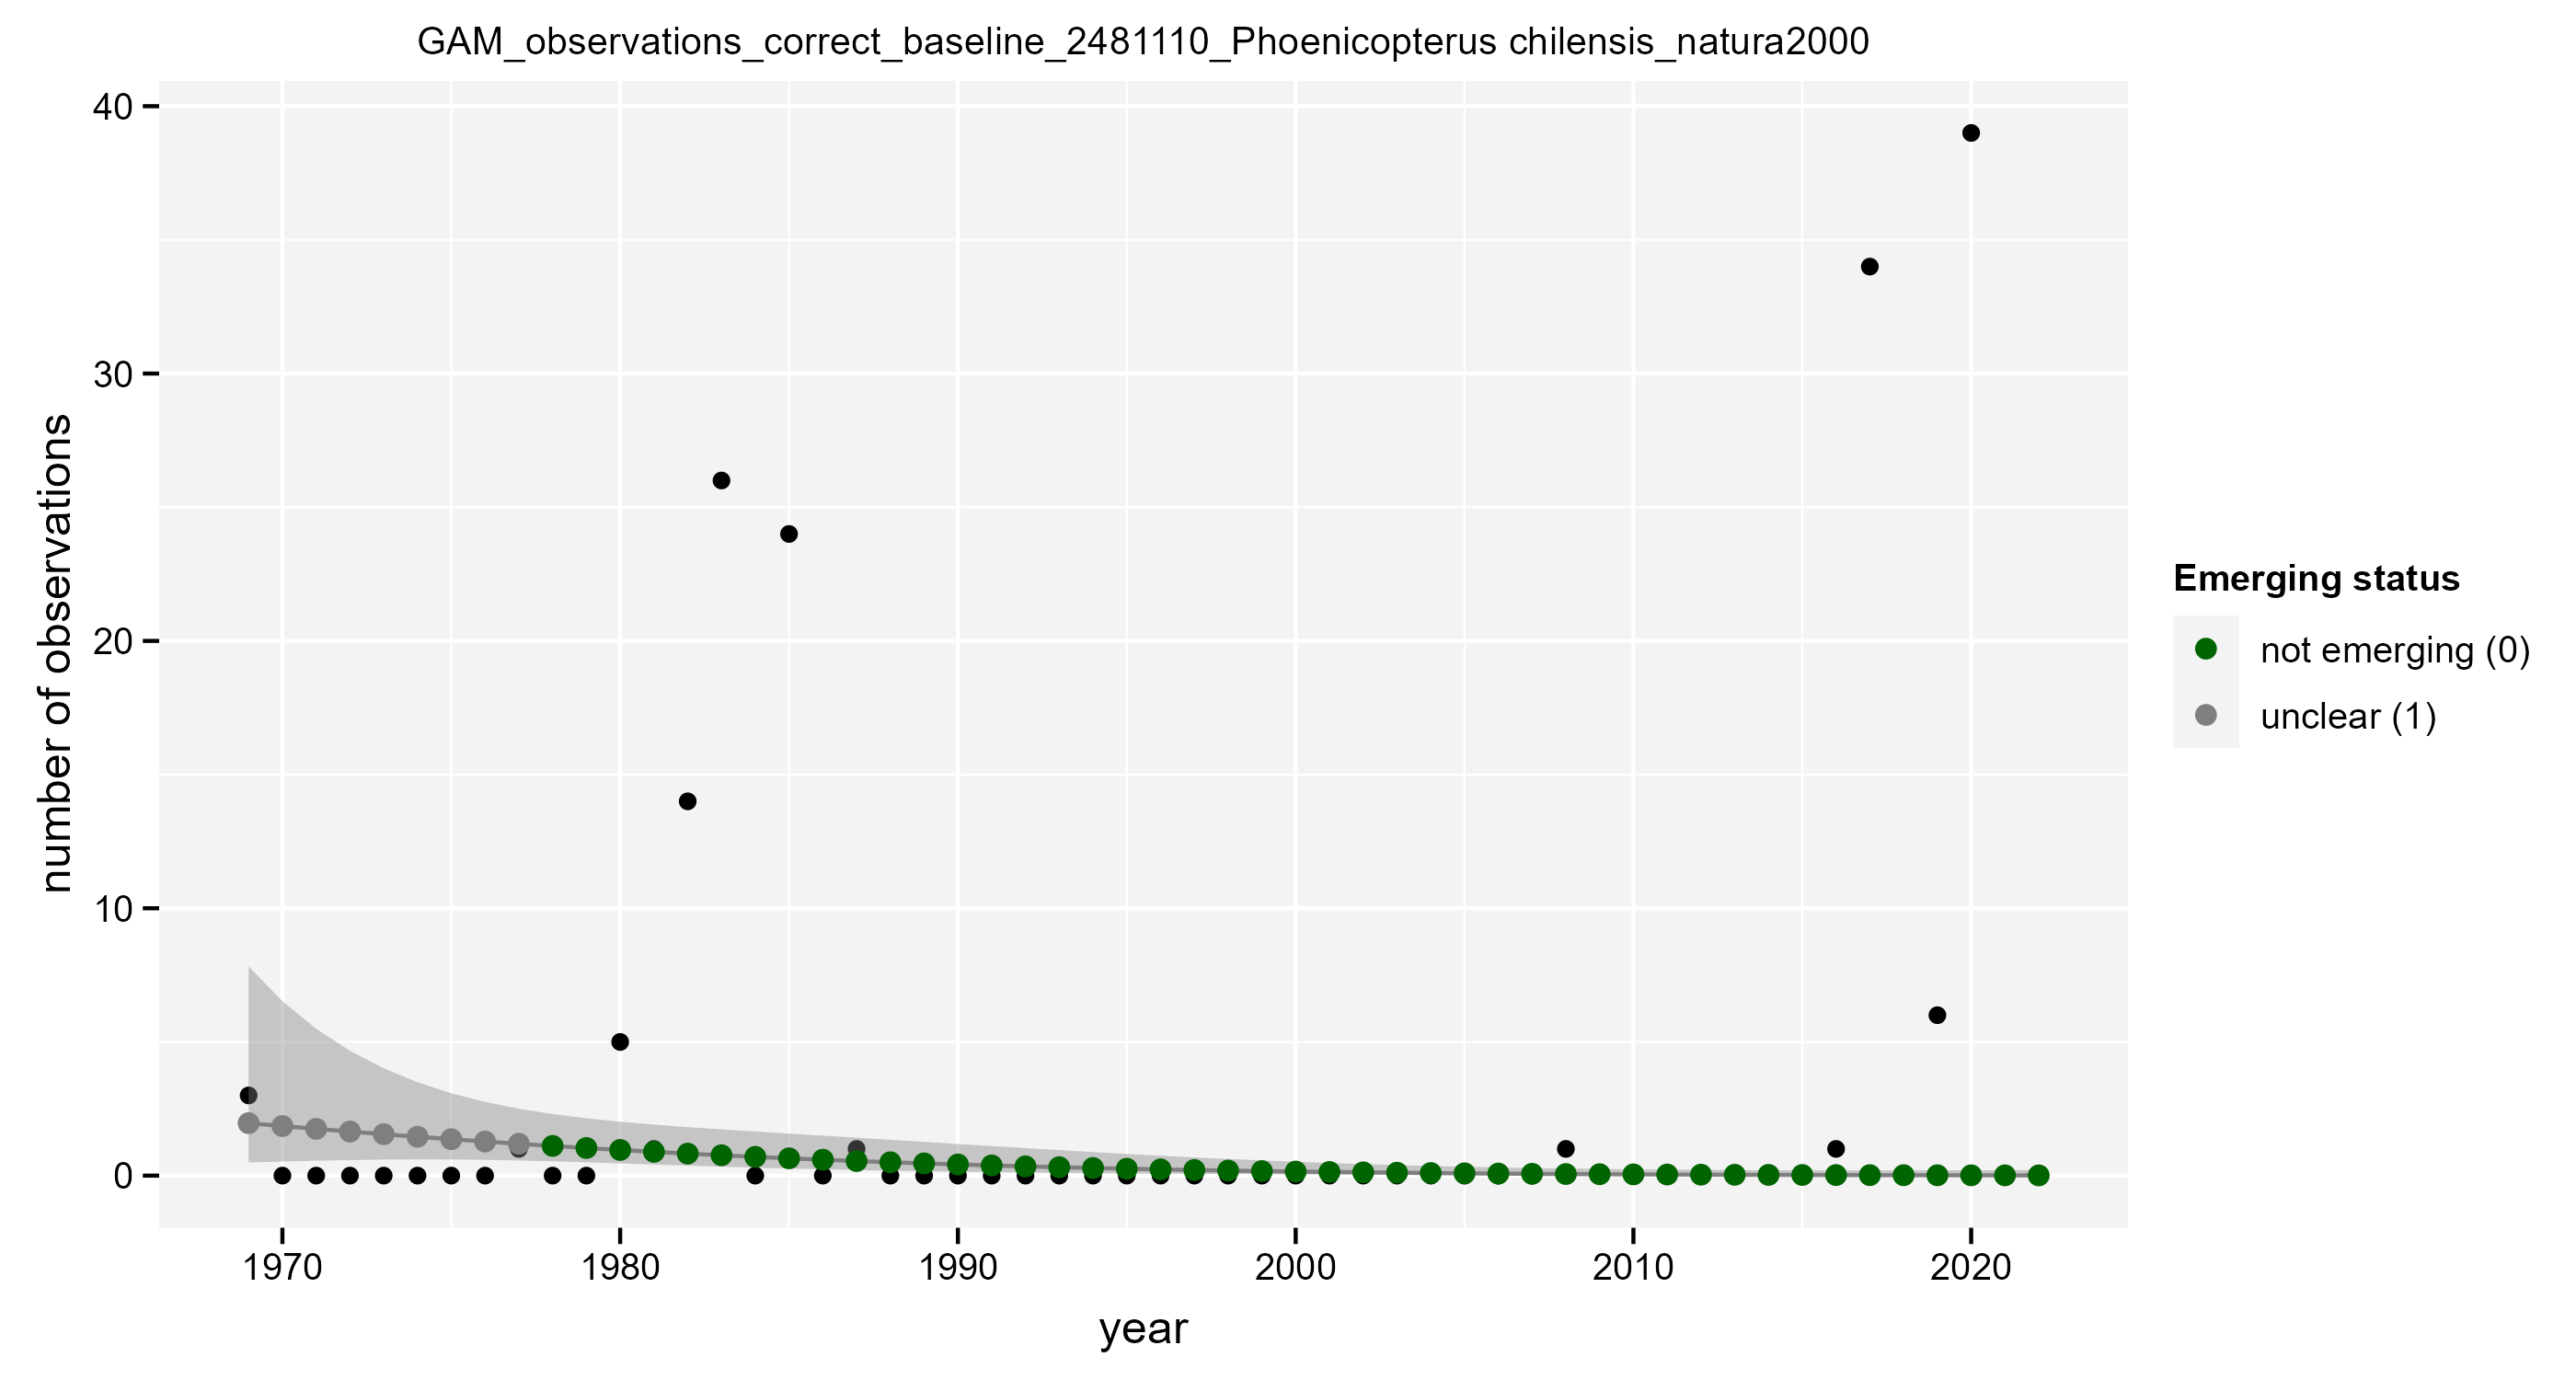 GAM_observations_correct_baseline_2481110_Phoenicopterus chilensis_natura2000
40
30
20
10
0
number of observations
1970 1980 1990 2000 2010 2020
year
Emerging status
not emerging (0)
unclear (1)